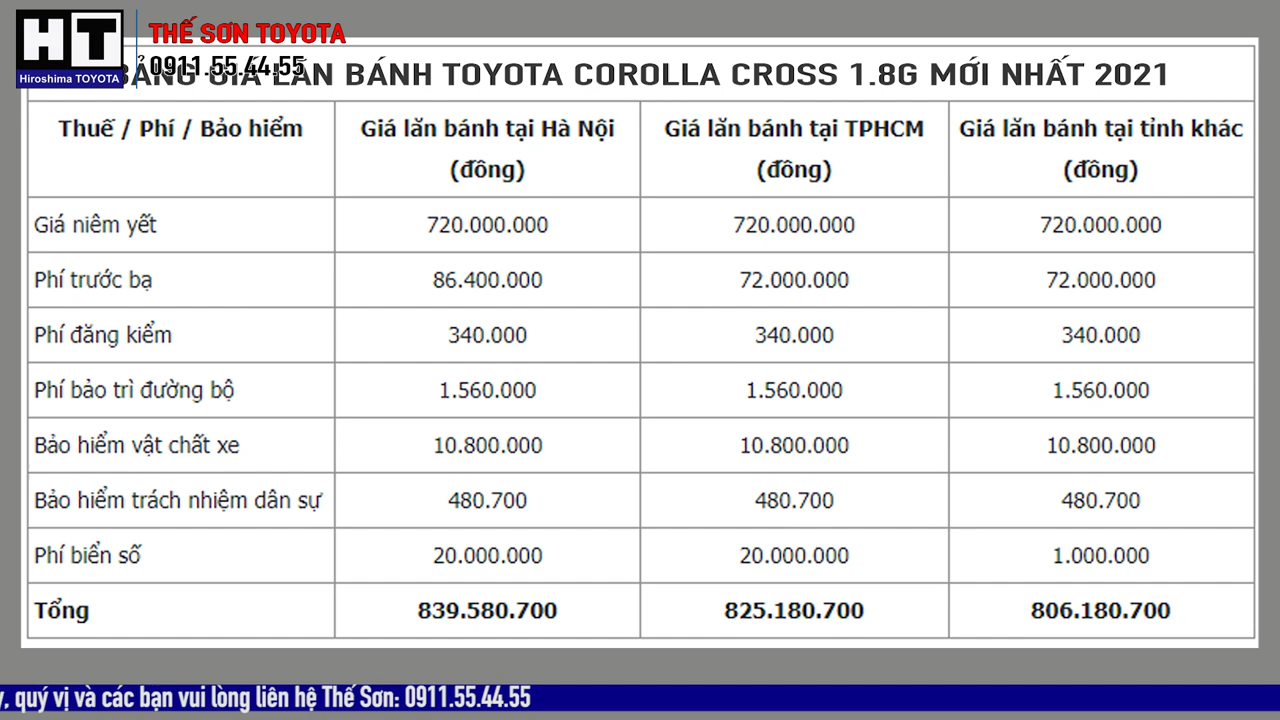 HT
Hiroshima TOYOTA
THẾ SƠN TOYOTA
0911.55.44.55
BẢNG GIÁ LĂN BÁNH TOYOTA COROLLA CROSS 1.8G MỚI NHẤT 2021
Thuế / Phí / Bảo hiểm Giá lăn bánh tại Hà Nội (đồng) Giá lăn bánh tại TPHCM (đồng) Giá lăn bánh tại tỉnh khác (đồng)
Giá niêm yết 720.000.000 720.000.000 720.000.000
Phí trước bạ 86.400.000 72.000.000 72.000.000
Phí đăng kiểm 340.000 340.000 340.000
Phí bảo trì đường bộ 1.560.000 1.560.000 1.560.000
Bảo hiểm vật chất xe 10.800.000 10.800.000 10.800.000
Bảo hiểm trách nhiệm dân sự 480.700 480.700 480.700
Phí biển số 20.000.000 20.000.000 1.000.000
Tổng 839.580.700 825.180.700 806.180.700
, quý vị và các bạn vui lòng liên hệ Thế Sơn: 0911.55.44.55